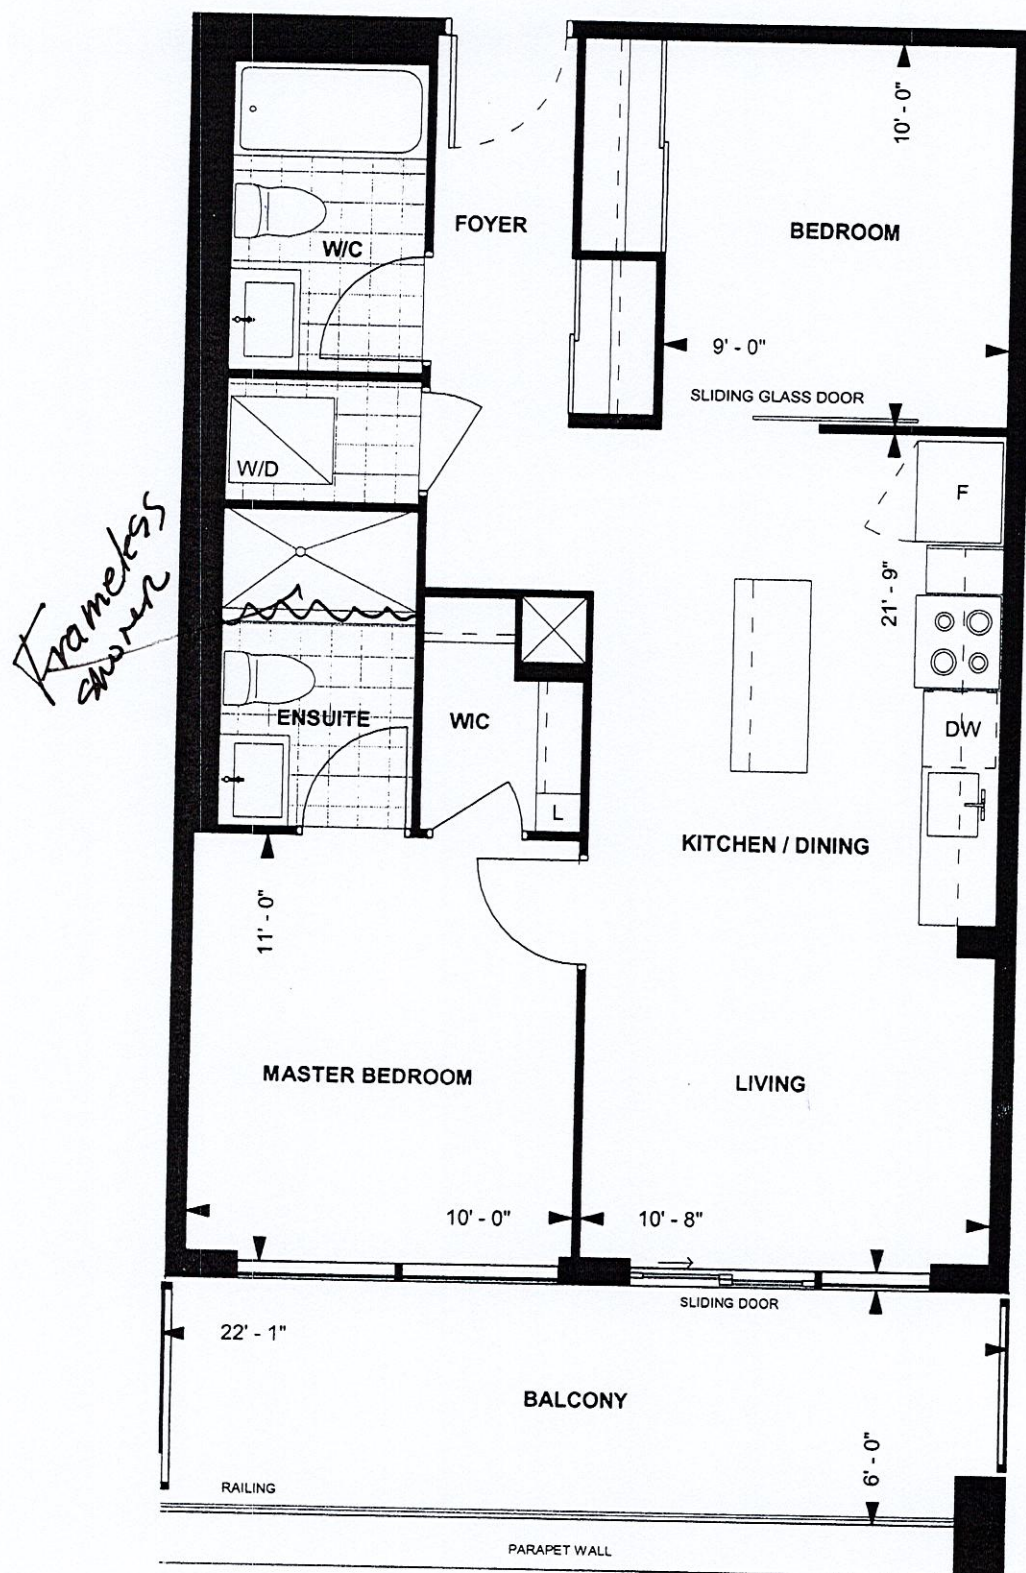 10' - 0"
FOYER
BEDROOM
W/C
9' - 0"
SLIDING GLASS DOOR
W/D
F
Frameless
shower
21' - 9"
ENSUITE
WIC
DW
L
KITCHEN / DINING
11' - 0"
MASTER BEDROOM
LIVING
10' - 0"
10' - 8"
SLIDING DOOR
22' - 1"
BALCONY
6' - 0"
RAILING
PARAPET WALL